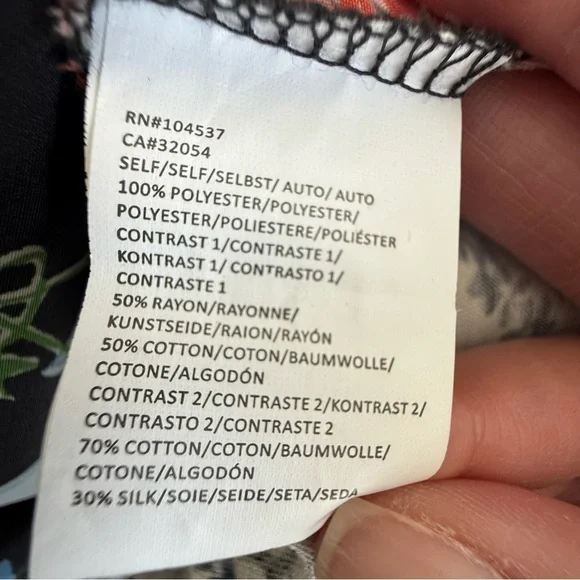 RN#104537
CA#32054
SELF/SELF/SELBST/ AUTO/ AUTO
100% POLYESTER/POLYESTER/
POLYESTER/POLIESTERE/POLIÉSTER
CONTRAST 1/CONTRASTE 1/
KONTRAST 1/ CONTRASTO 1/
CONTRASTE 1
50% RAYON/RAYONNE/
KUNSTSEIDE/RAION/RAYÓN
50% COTTON/COTON/BAUMWOLLE/
COTONE/ALGODÓN
CONTRAST 2/CONTRASTE 2/KONTRAST 2/
CONTRASTO 2/CONTRASTE 2
70% COTTON/COTON/BAUMWOLLE/
COTONE/ALGODÓN
30% SILK/SOIE/SEIDE/SETA/SEDA